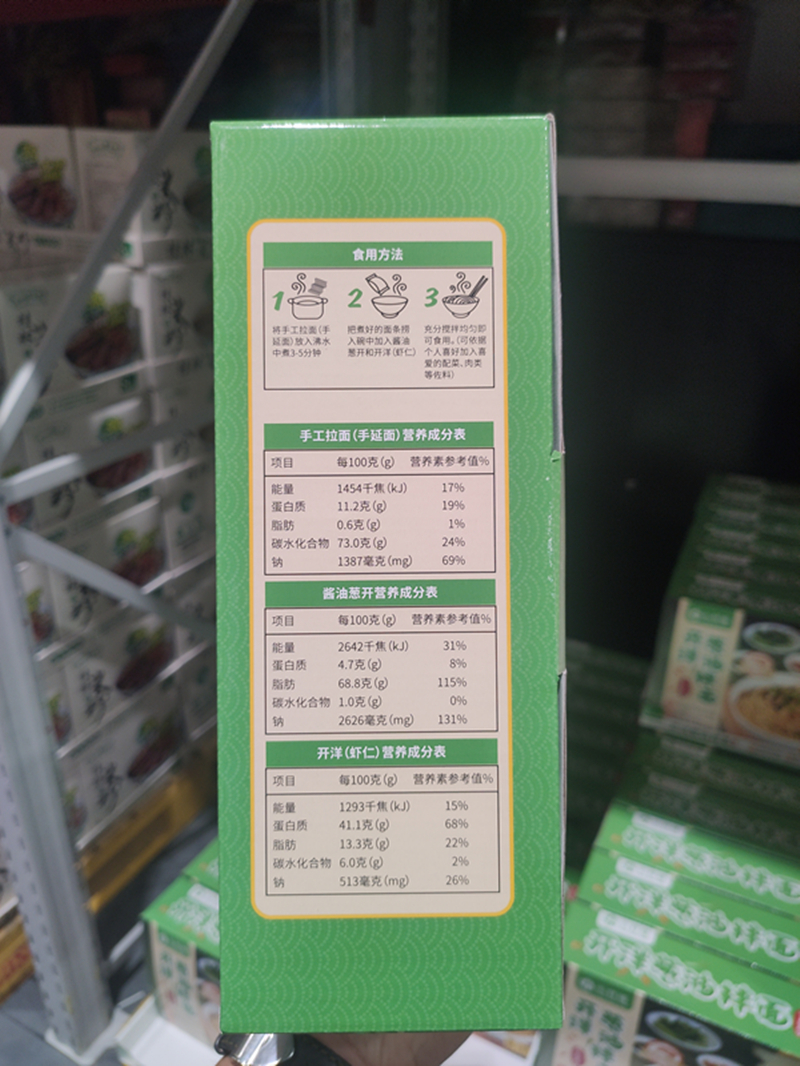 食用方法
1
2
3
将手工拉面(手
延面)放入沸水
中煮3-5分钟
把煮好的面条捞
入碗中加入酱油
葱开和开洋(虾仁)
充分搅拌均匀即
可食用。(可依据
个人喜好加入喜
爱的配菜、肉类
等佐料)
手工拉面(手延面)营养成分表
项目 每100克(g) 营养素参考值%
能量 1454千焦(kJ) 17%
蛋白质 11.2克(g) 19%
脂肪 0.6克(g) 1%
碳水化合物 73.0克(g) 24%
钠 1387毫克(mg) 69%
酱油葱开营养成分表
项目 每100克(g) 营养素参考值%
能量 2642千焦(kJ) 31%
蛋白质 4.7克(g) 8%
脂肪 68.8克(g) 115%
碳水化合物 1.0克(g) 0%
钠 2626毫克(mg) 131%
开洋(虾仁)营养成分表
项目 每100克(g) 营养素参考值%
能量 1293千焦(kJ) 15%
蛋白质 41.1克(g) 68%
脂肪 13.3克(g) 22%
碳水化合物 6.0克(g) 2%
钠 513毫克(mg) 26%
开洋葱油拌面
开洋葱油拌面